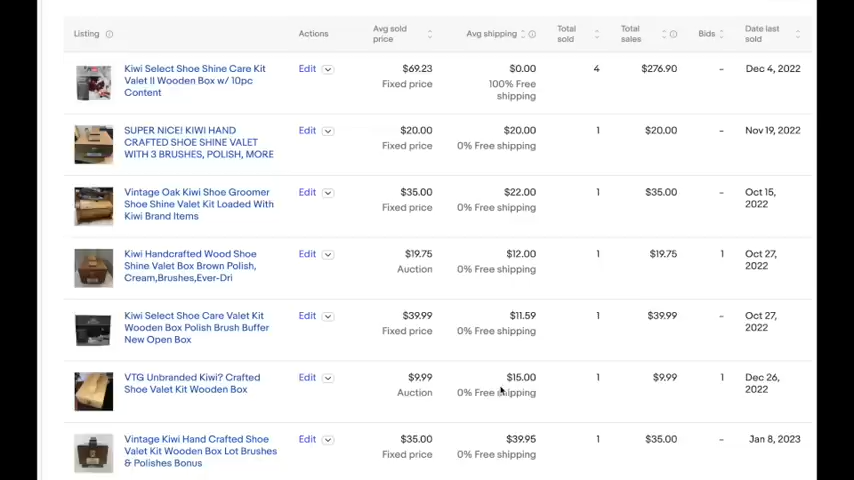 Listing Actions Avg sold price Avg shipping Total sold Total sales Bids Date last sold
Kiwi Select Shoe Shine Care Kit Edit $69.23 $0.00 4 $276.90 – Dec 4, 2022
Valet II Wooden Box w/ 10pc Fixed price 100% Free
Content shipping
SUPER NICE! KIWI HAND Edit $20.00 $20.00 1 $20.00 – Nov 19, 2022
CRAFTED SHOE SHINE VALET Fixed price 0% Free shipping
WITH 3 BRUSHES, POLISH, MORE
Vintage Oak Kiwi Shoe Groomer Edit $35.00 $22.00 1 $35.00 – Oct 15,
Shoe Shine Valet Kit Loaded With Fixed price 0% Free shipping 2022
Kiwi Brand Items
Kiwi Handcrafted Wood Shoe Edit $19.75 $12.00 1 $19.75 1 Oct 27,
Shine Valet Box Brown Polish, Auction 0% Free shipping 2022
Cream,Brushes,Ever-Dri
Kiwi Select Shoe Care Valet Kit Edit $39.99 $11.59 1 $39.99 – Oct 27,
Wooden Box Polish Brush Buffer Fixed price 0% Free shipping 2022
New Open Box
VTG Unbranded Kiwi? Crafted Edit $9.99 $15.00 1 $9.99 1 Dec 26,
Shoe Valet Kit Wooden Box Auction 0% Free shipping 2022
Vintage Kiwi Hand Crafted Shoe Edit $35.00 $39.95 1 $35.00 – Jan 8, 2023
Valet Kit Wooden Box Lot Brushes Fixed price 0% Free shipping
& Polishes Bonus